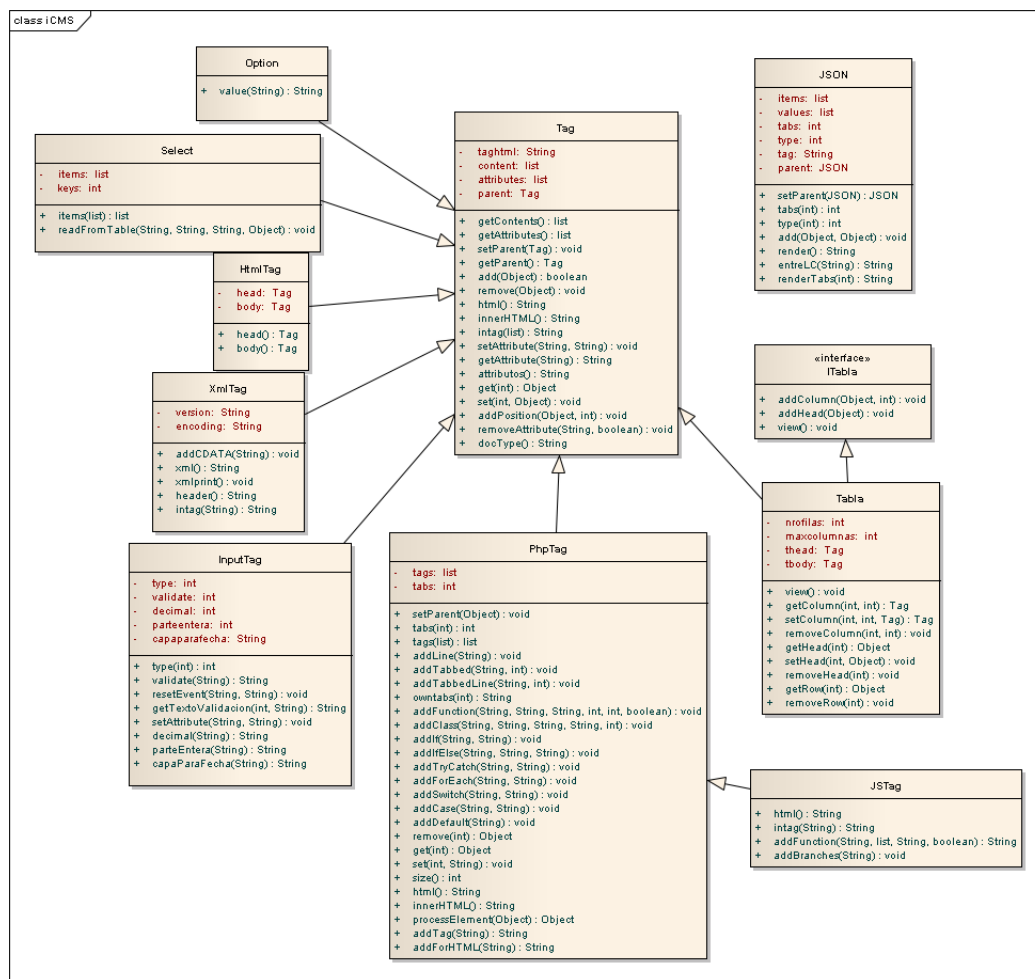 class iCMS
Option
+ value(String) : String
Select
- items: list
- keys: int
+ items(list) : list
+ readFromTable(String, String, String, Object) : void
HtmlTag
- head: Tag
- body: Tag
+ head() : Tag
+ body() : Tag
XmlTag
- version: String
- encoding: String
+ addCDATA(String) : void
+ xml() : String
+ xmlprint() : void
+ header() : String
+ intag(String) : String
InputTag
- type: int
- validate: int
- decimal: int
- parteentera: int
- capaparafecha: String
+ type(int) : int
+ validate(String) : String
+ resetEvent(String, String) : void
+ getTextoValidacion(int, String) : String
+ setAttribute(String, String) : void
+ decimal(String) : String
+ parteEntera(String) : String
+ capaParaFecha(String) : String
Tag
- taghtml: String
- content: list
- attributes: list
- parent: Tag
+ getContents() : list
+ getAttributes() : list
+ setParent(Tag) : void
+ getParent() : Tag
+ add(Object) : boolean
+ remove(Object) : void
+ html() : String
+ innerHTML() : String
+ intag(list) : String
+ setAttribute(String, String) : void
+ getAttribute(String) : String
+ attributos() : String
+ get(int) : Object
+ set(int, Object) : void
+ addPosition(Object, int) : void
+ removeAttribute(String, boolean) : void
+ docType() : String
PhpTag
- tags: list
- tabs: int
+ setParent(Object) : void
+ tabs(int) : int
+ tags(list) : list
+ addLine(String) : void
+ addTabbed(String, int) : void
+ addTabbedLine(String, int) : void
+ owntabs(int) : String
+ addFunction(String, String, String, int, int, boolean) : void
+ addClass(String, String, String, String, int) : void
+ addIf(String, String) : void
+ addIfElse(String, String, String) : void
+ addTryCatch(String, String) : void
+ addForEach(String, String) : void
+ addSwitch(String, String) : void
+ addCase(String, String) : void
+ addDefault(String) : void
+ remove(int) : Object
+ get(int) : Object
+ set(int, String) : void
+ size() : int
+ html() : String
+ innerHTML() : String
+ processElement(Object) : Object
+ addTag(String) : String
+ addForHTML(String) : String
JSON
- items: list
- values: list
- tabs: int
- type: int
- tag: String
- parent: JSON
+ setParent(JSON) : JSON
+ tabs(int) : int
+ type(int) : int
+ add(Object, Object) : void
+ render() : String
+ entreLC(String) : String
+ renderTabs(int) : String
«interface»
ITabla
+ addColumn(Object, int) : void
+ addHead(Object) : void
+ view() : void
Tabla
- nrofilas: int
- maxcolumnas: int
- thead: Tag
- tbody: Tag
+ view() : void
+ getColumn(int, int) : Tag
+ setColumn(int, int, Tag) : Tag
+ removeColumn(int, int) : void
+ getHead(int) : Object
+ setHead(int, Object) : void
+ removeHead(int) : void
+ getRow(int) : Object
+ removeRow(int) : void
JSTag
+ html() : String
+ intag(String) : String
+ addFunction(String, list, String, boolean) : String
+ addBranches(String) : void